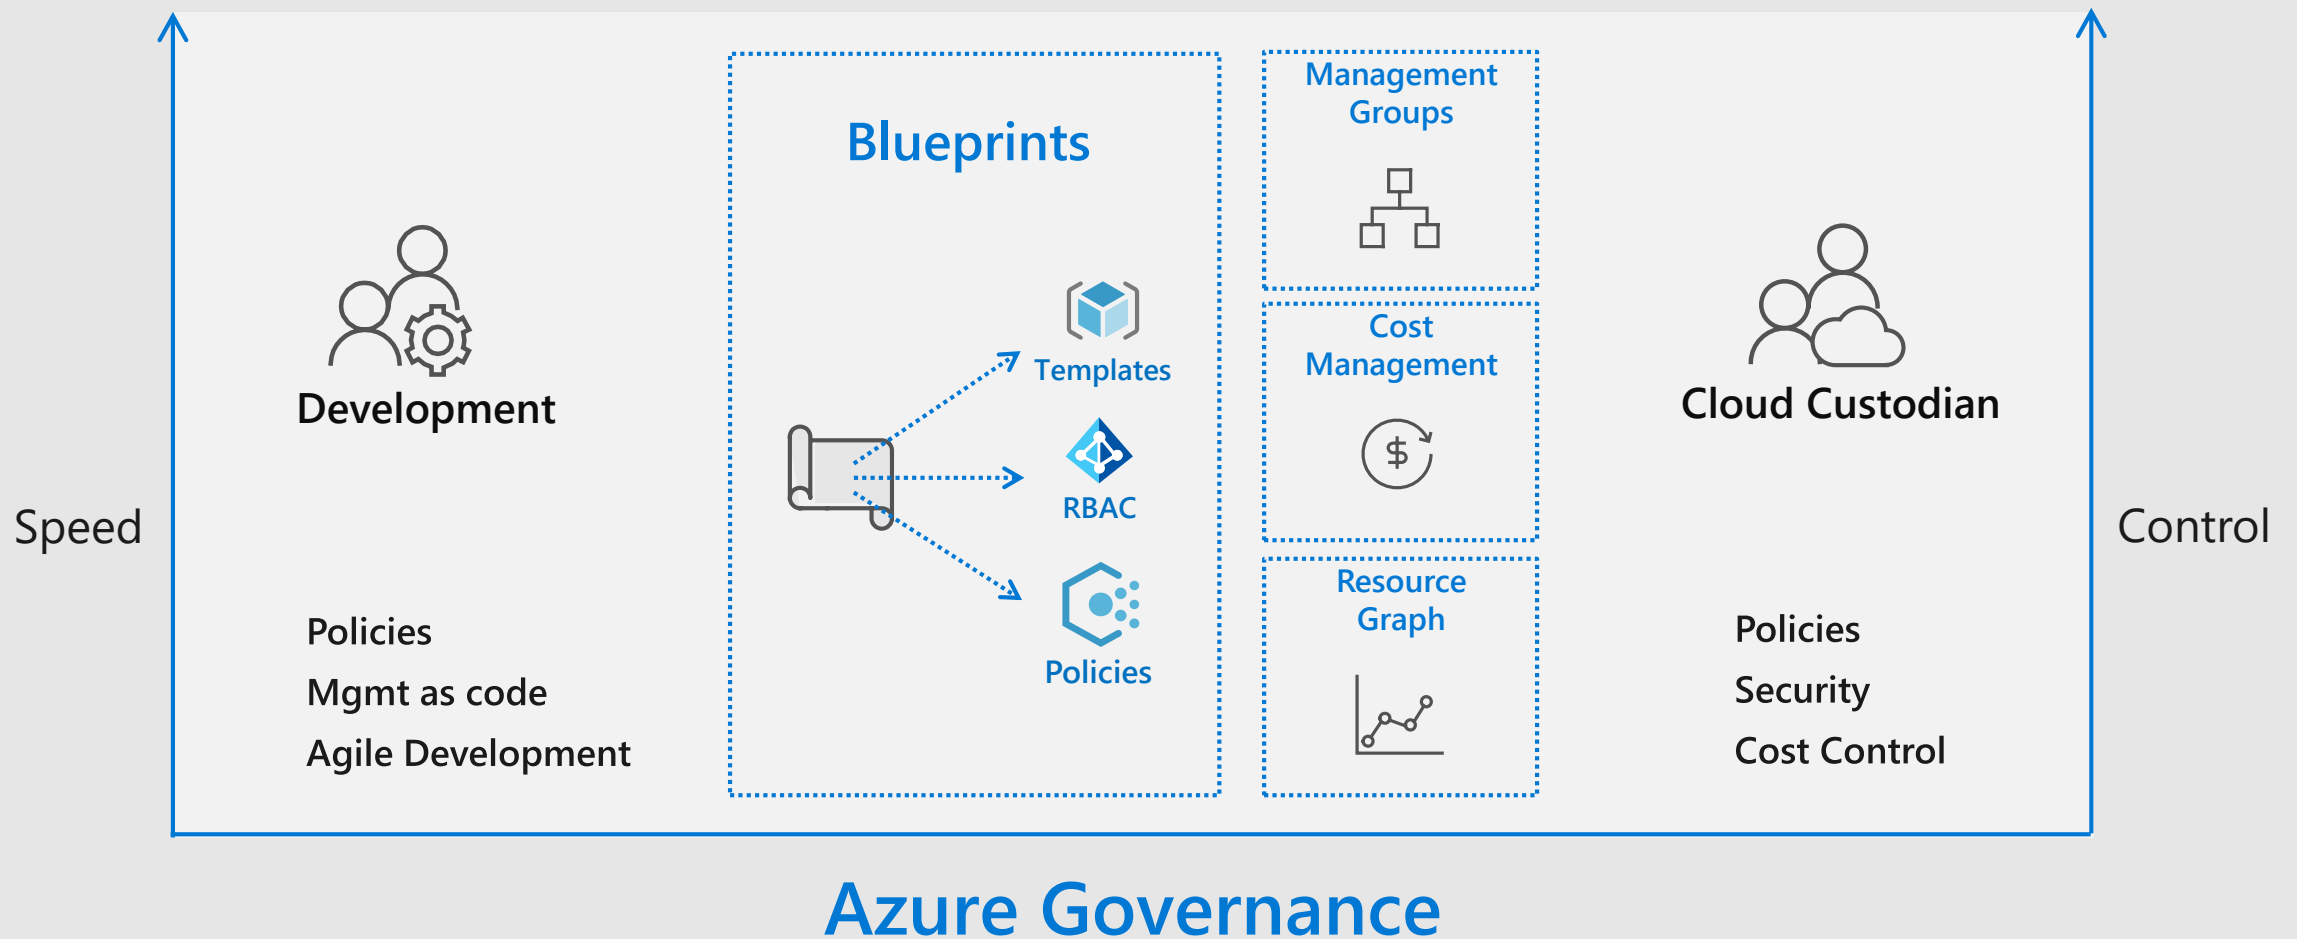 Speed
Development
Policies
Mgmt as code
Agile Development
Blueprints
Templates
RBAC
Policies
Management
Groups
Cost
Management
$
Resource
Graph
Cloud Custodian
Policies
Security
Cost Control
Control
Azure Governance